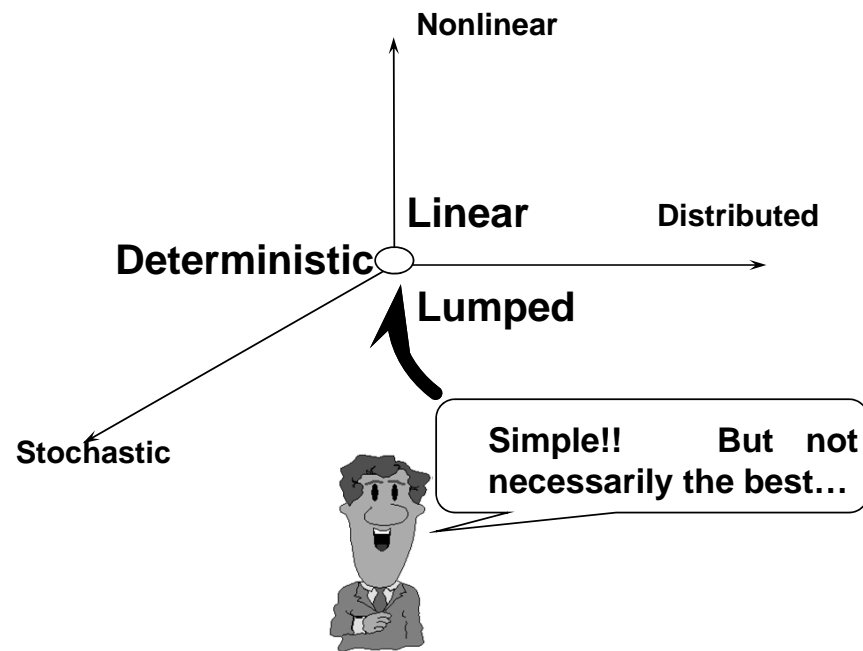 Nonlinear
Linear
Distributed
Deterministic
Lumped
Simple!! But not
necessarily the best…
Stochastic